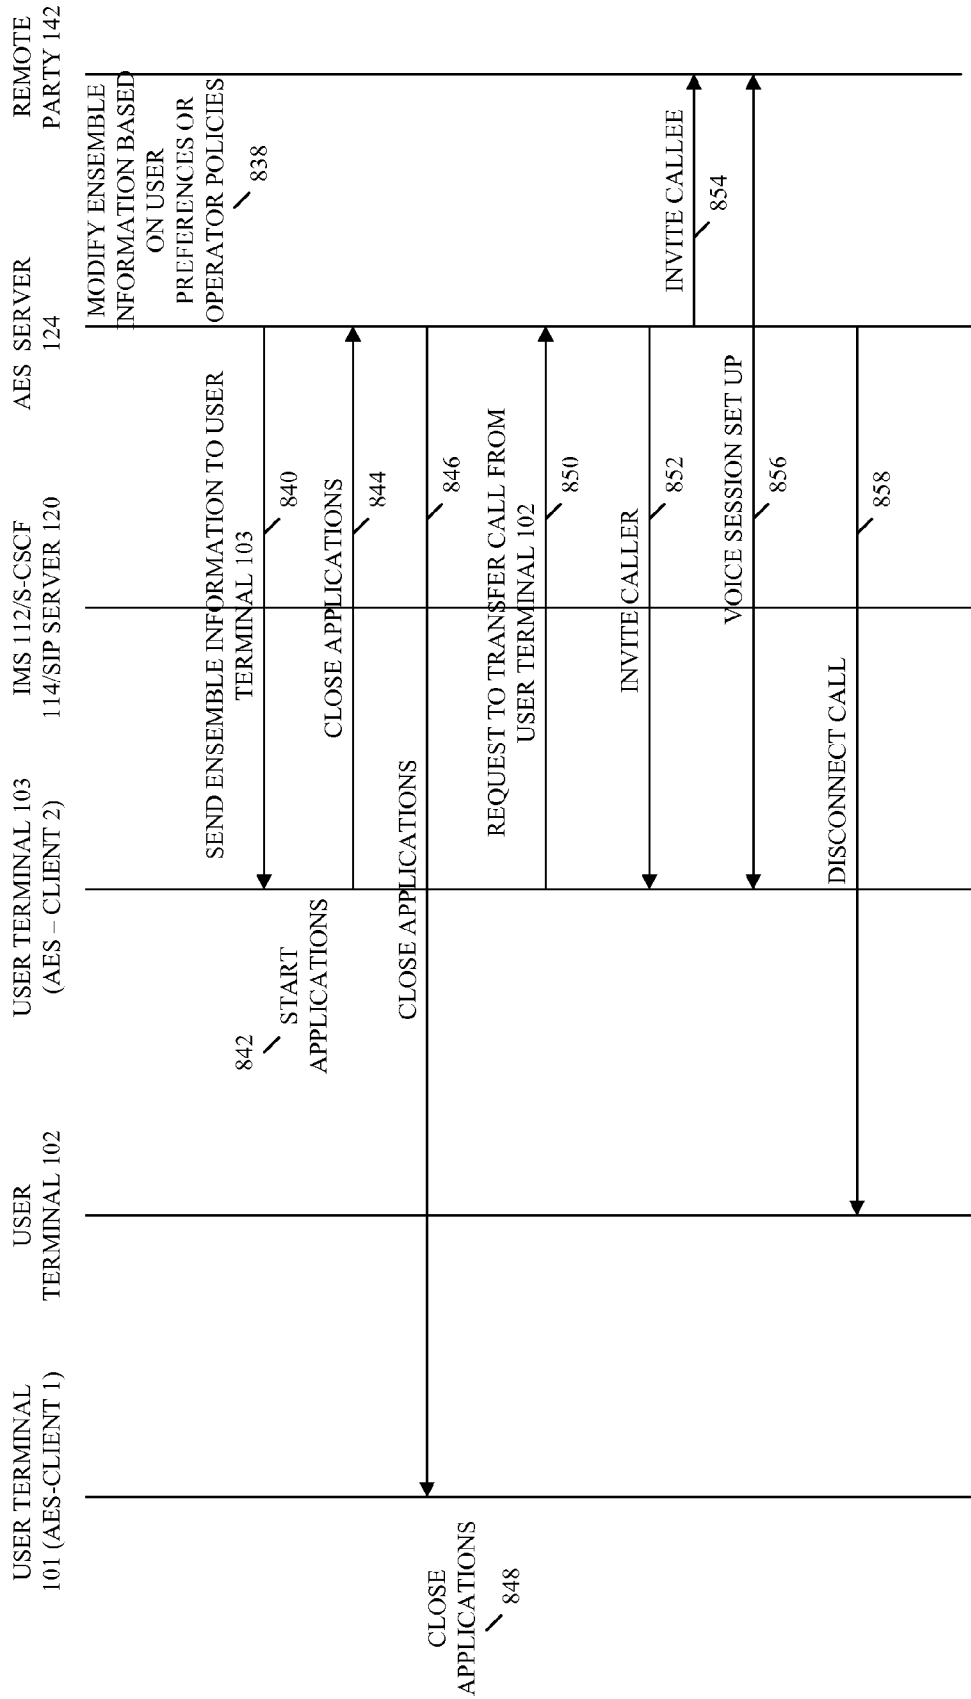 USER TERMINAL
101 (AES-CLIENT 1)
USER
TERMINAL 102
USER TERMINAL 103
(AES – CLIENT 2)
IMS 112/S-CSCF
114/SIP SERVER 120
AES SERVER
124
REMOTE
PARTY 142
MODIFY ENSEMBLE
INFORMATION BASED
ON USER
PREFERENCES OR
OPERATOR POLICIES
838
SEND ENSEMBLE INFORMATION TO USER
TERMINAL 103
840
842
START
APPLICATIONS
CLOSE APPLICATIONS
844
CLOSE APPLICATIONS
846
CLOSE
APPLICATIONS
848
REQUEST TO TRANSFER CALL FROM
USER TERMINAL 102
850
INVITE CALLER
852
INVITE CALLEE
854
VOICE SESSION SET UP
856
DISCONNECT CALL
858